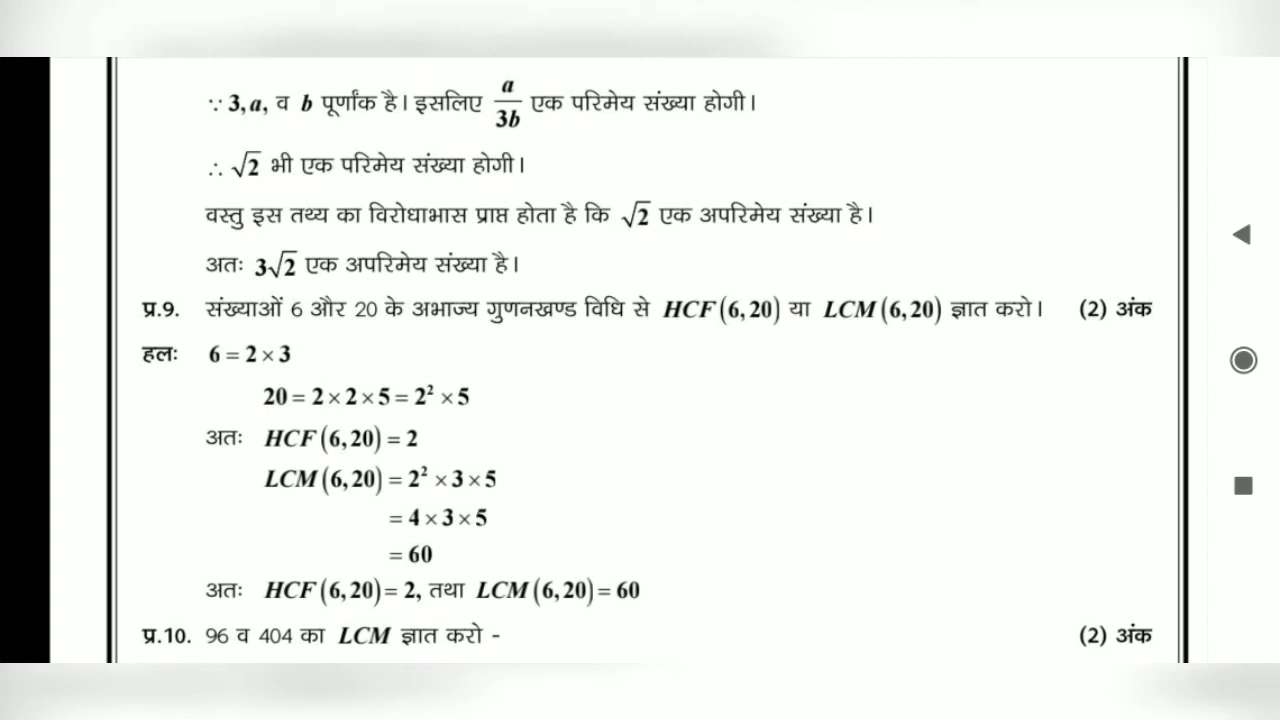 ∵ 3, a, व b पूर्णांक है। इसलिए a/3b एक परिमेय संख्या होगी।
∴ √2 भी एक परिमेय संख्या होगी।
वस्तु इस तथ्य का विरोधाभास प्राप्त होता है कि √2 एक अपरिमेय संख्या है।
अतः 3√2 एक अपरिमेय संख्या है।
प्र.9. संख्याओं 6 और 20 के अभाज्य गुणनखण्ड विधि से HCF(6,20) या LCM(6,20) ज्ञात करो। (2) अंक
हलः 6 = 2 × 3
20 = 2 × 2 × 5 = 2² × 5
अतः HCF(6,20) = 2
LCM(6,20) = 2² × 3 × 5
= 4 × 3 × 5
= 60
अतः HCF(6,20) = 2, तथा LCM(6,20) = 60
प्र.10. 96 व 404 का LCM ज्ञात करो - (2) अंक